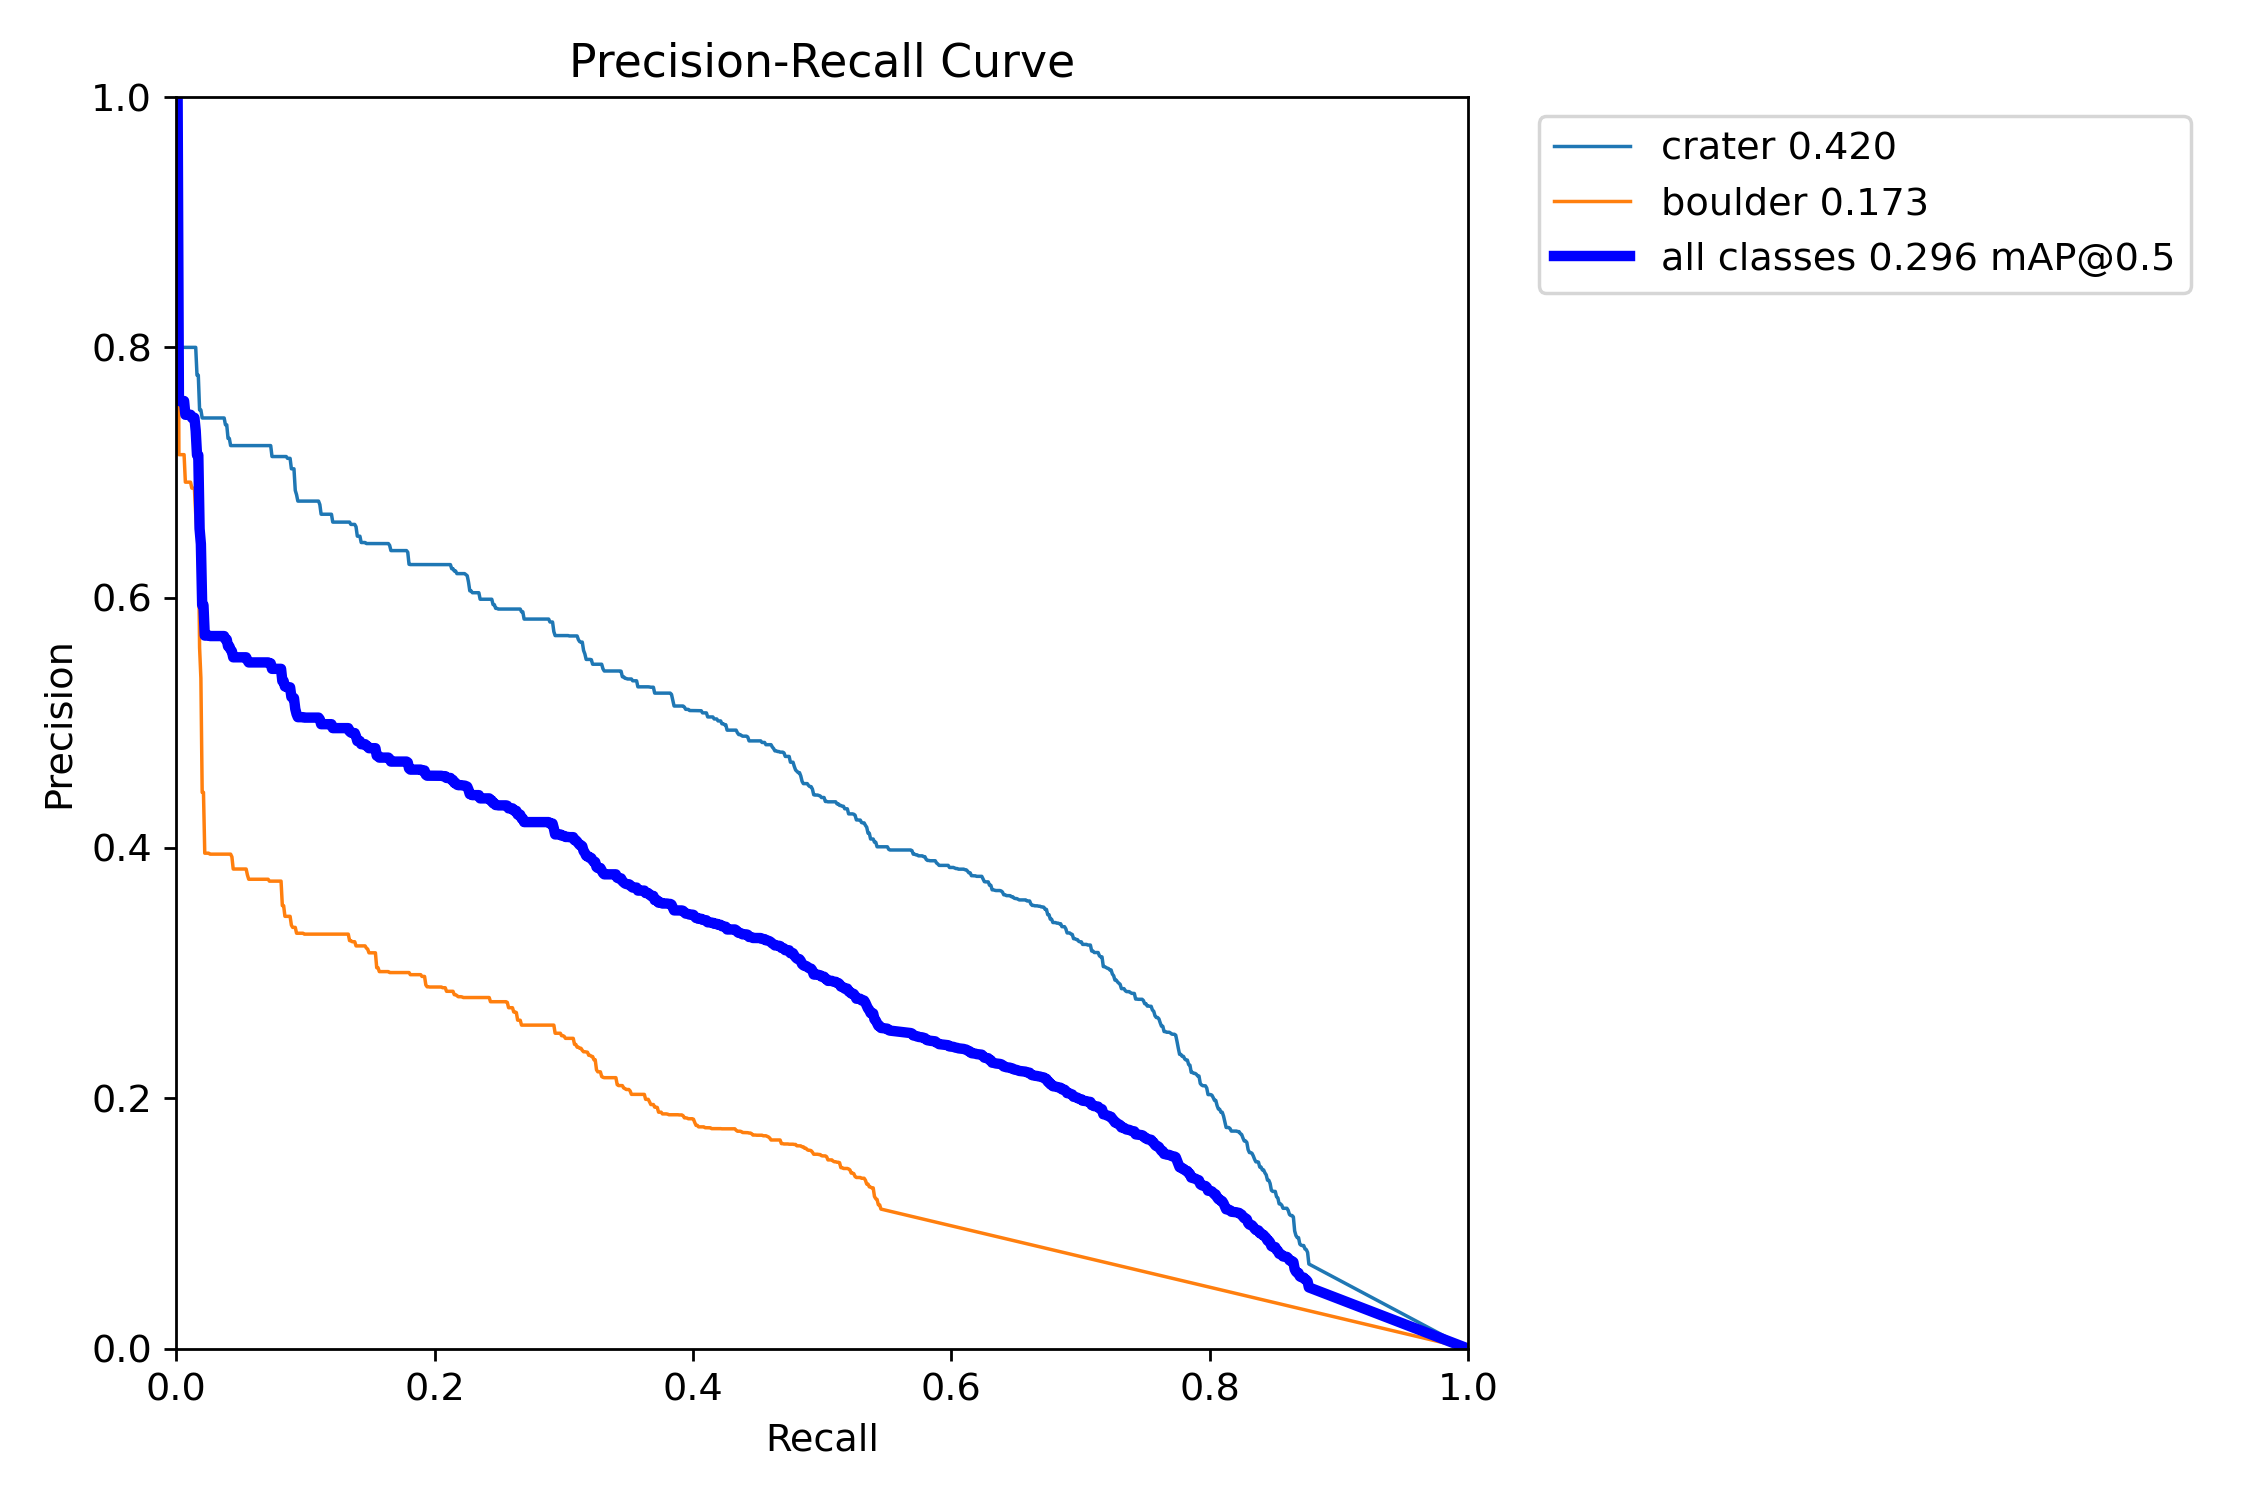 Precision-Recall Curve
1.0
0.8
0.6
0.4
0.2
0.0
Precision
0.0 0.2 0.4 0.6 0.8 1.0
Recall
crater 0.420
boulder 0.173
all classes 0.296 mAP@0.5